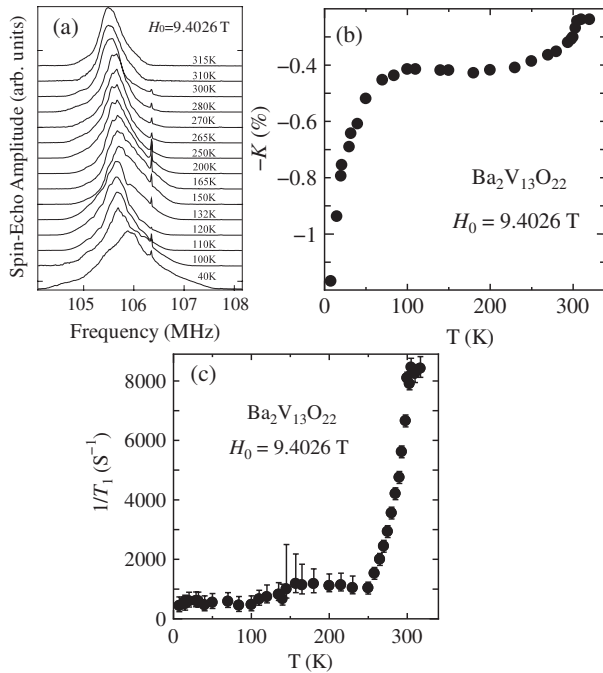 (a)
H₀=9.4026 T
315K
310K
300K
280K
270K
265K
250K
200K
165K
150K
132K
120K
110K
100K
40K
105 106 107 108
Frequency (MHz)
Spin-Echo Amplitude (arb. units)
(b)
−0.2
−0.4
−0.6
−0.8
−1
−K (%)
Ba₂V₁₃O₂₂
H₀ = 9.4026 T
0 100 200 300
T (K)
(c)
8000
6000
4000
2000
0
1/T₁ (S⁻¹)
Ba₂V₁₃O₂₂
H₀ = 9.4026 T
0 100 200 300
T (K)